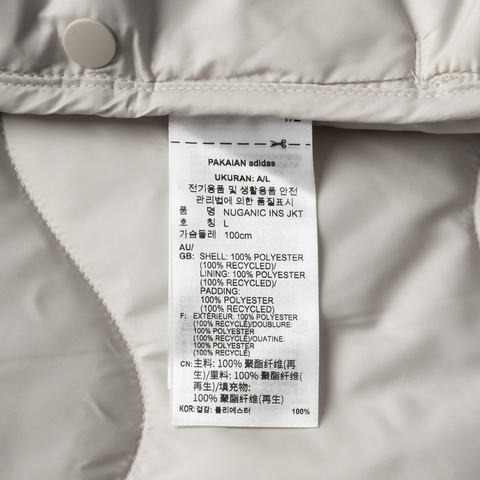 PAKAIAN adidas
UKURAN: A/L
전기용품 및 생활용품 안전
관리법에 의한 품질표시
품 명 NUGANIC INS JKT
호 칭 L
가슴둘레 100cm
AU/
GB: SHELL: 100% POLYESTER
(100% RECYCLED)/
LINING: 100% POLYESTER
(100% RECYCLED)/
PADDING:
100% POLYESTER
(100% RECYCLED)
F: EXTÉRIEUR: 100% POLYESTER
(100% RECYCLÉ)/DOUBLURE:
100% POLYESTER
(100% RECYCLÉ)/OUATINE:
100% POLYESTER
(100% RECYCLÉ)
CN: 主料: 100% 聚酯纤维(再
生)/里料: 100% 聚酯纤维(
再生)/填充物:
100% 聚酯纤维(再生)
KOR: 겉감: 폴리에스터 100%